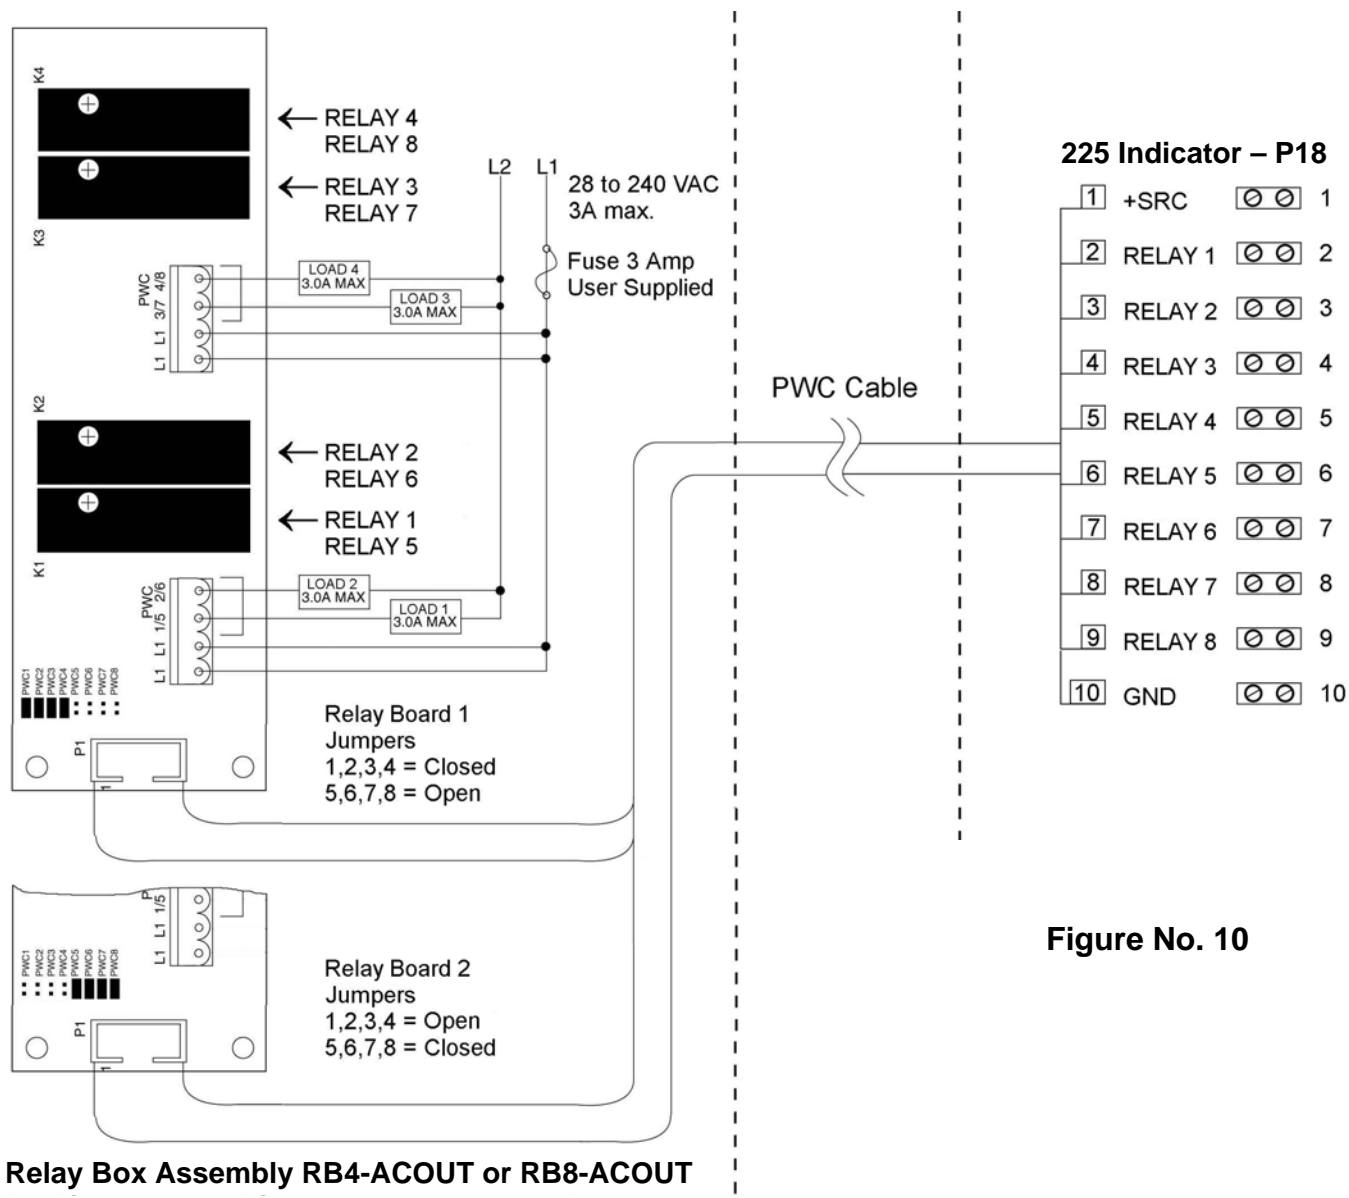 K4
RELAY 4
RELAY 8
RELAY 3
RELAY 7
K3
L2
L1
28 to 240 VAC
3A max.
Fuse 3 Amp
User Supplied
PWC
4/8
3/7
L1
L1
LOAD 4
3.0A MAX
LOAD 3
3.0A MAX
K2
RELAY 2
RELAY 6
RELAY 1
RELAY 5
K1
PWC
2/6
1/5
L1
L1
LOAD 2
3.0A MAX
LOAD 1
3.0A MAX
PWC1
PWC2
PWC3
PWC4
PWC5
PWC6
PWC7
PWC8
P1
1
Relay Board 1
Jumpers
1,2,3,4 = Closed
5,6,7,8 = Open
P
1/5
L1
L1
PWC1
PWC2
PWC3
PWC4
PWC5
PWC6
PWC7
PWC8
P1
1
Relay Board 2
Jumpers
1,2,3,4 = Open
5,6,7,8 = Closed
Relay Box Assembly RB4-ACOUT or RB8-ACOUT
PWC Cable
225 Indicator – P18
1 +SRC 1
2 RELAY 1 2
3 RELAY 2 3
4 RELAY 3 4
5 RELAY 4 5
6 RELAY 5 6
7 RELAY 6 7
8 RELAY 7 8
9 RELAY 8 9
10 GND 10
Figure No. 10